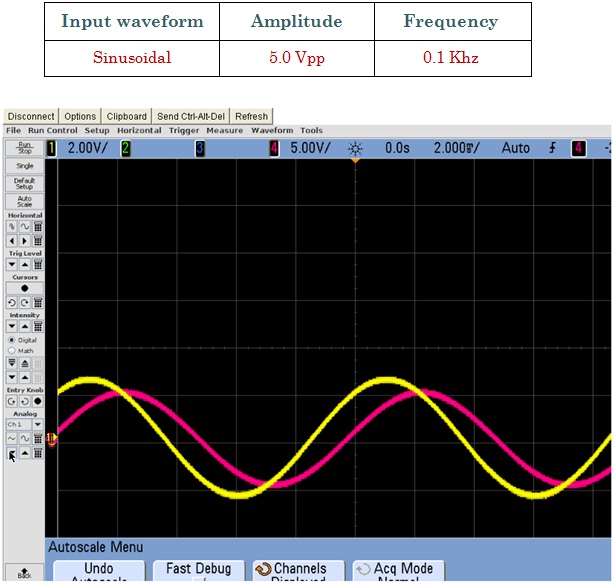 Input waveform Amplitude Frequency
Sinusoidal 5.0 Vpp 0.1 Khz
Disconnect Options Clipboard Send Ctrl-Alt-Del Refresh
File Run Control Setup Horizontal Trigger Measure Waveform Tools
Run
Stop
1 2.00V/ 2 3 4 5.00V/ 0.0s 2.000m/ Auto 4
Single
Default
Setup
Auto
Scale
Horizontal
Trig Level
Cursors
Intensity
Digital
Math
Entry Knob
Analog
Ch 1
Back
Autoscale Menu
Undo Fast Debug Channels Acq Mode
Autoscale Displayed Normal